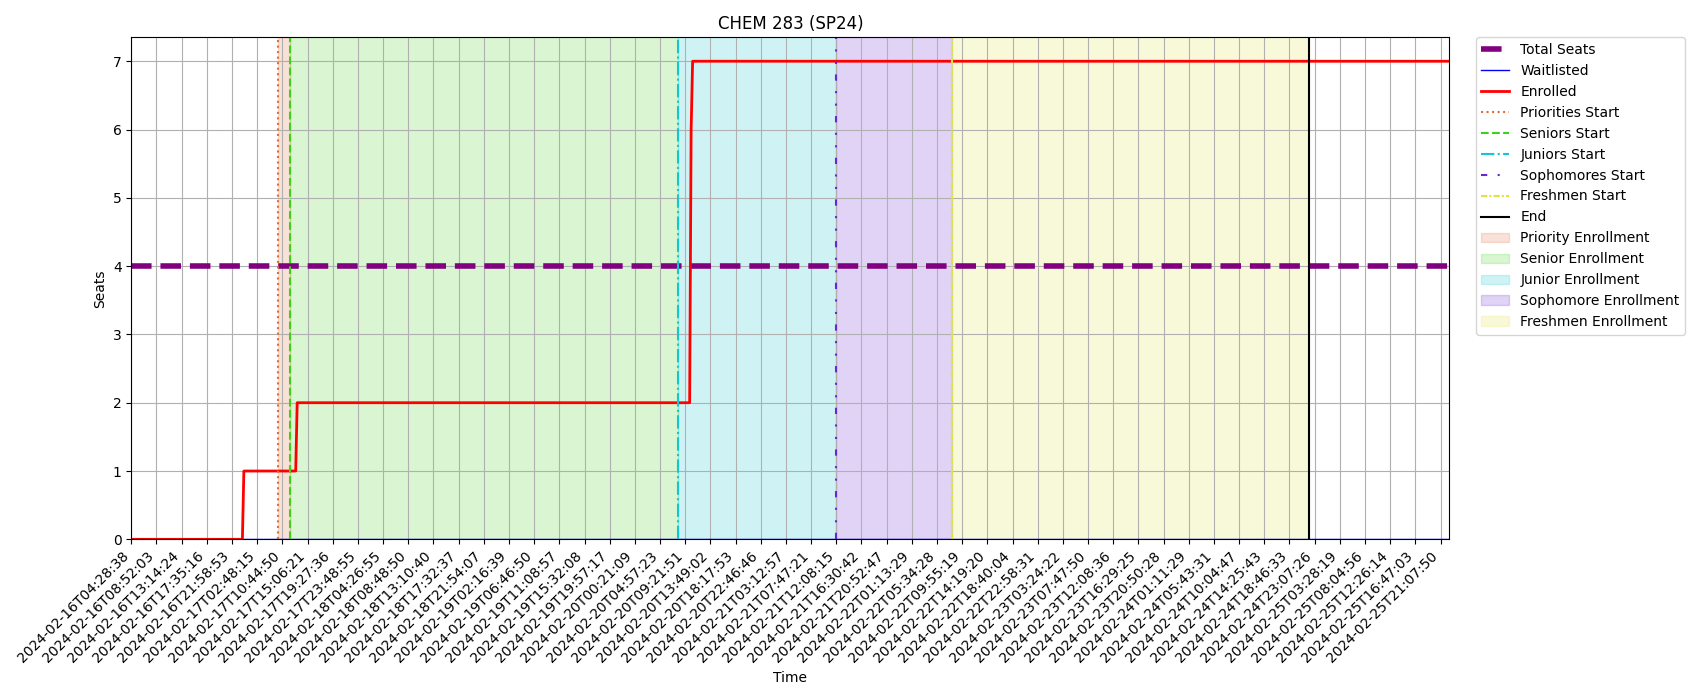 CHEM 283 (SP24)
Total Seats
Waitlisted
Enrolled
Priorities Start
Seniors Start
Juniors Start
Sophomores Start
Freshmen Start
End
Priority Enrollment
Senior Enrollment
Junior Enrollment
Sophomore Enrollment
Freshmen Enrollment
Seats
7
6
5
4
3
2
1
0
2024-02-16T04:28:38
2024-02-16T08:52:03
2024-02-16T13:14:24
2024-02-16T17:35:16
2024-02-16T21:58:53
2024-02-17T02:48:15
2024-02-17T10:44:50
2024-02-17T15:06:21
2024-02-17T19:27:36
2024-02-17T23:48:55
2024-02-18T04:26:55
2024-02-18T08:48:50
2024-02-18T13:10:40
2024-02-18T17:32:37
2024-02-18T21:54:07
2024-02-19T02:16:39
2024-02-19T06:46:50
2024-02-19T11:08:57
2024-02-19T15:32:08
2024-02-19T19:57:17
2024-02-20T00:21:09
2024-02-20T04:57:23
2024-02-20T09:21:51
2024-02-20T13:49:02
2024-02-20T18:17:53
2024-02-20T22:46:46
2024-02-21T03:12:57
2024-02-21T07:47:21
2024-02-21T12:08:15
2024-02-21T16:30:42
2024-02-21T20:52:47
2024-02-22T01:13:29
2024-02-22T05:34:28
2024-02-22T09:55:19
2024-02-22T14:19:20
2024-02-22T18:40:04
2024-02-22T22:58:31
2024-02-23T03:24:22
2024-02-23T07:47:50
2024-02-23T12:08:36
2024-02-23T16:29:25
2024-02-23T20:50:28
2024-02-24T01:11:29
2024-02-24T05:43:31
2024-02-24T10:04:47
2024-02-24T14:25:43
2024-02-24T18:46:33
2024-02-24T23:07:26
2024-02-25T03:28:19
2024-02-25T08:04:56
2024-02-25T12:26:14
2024-02-25T16:47:03
2024-02-25T21:07:50
Time